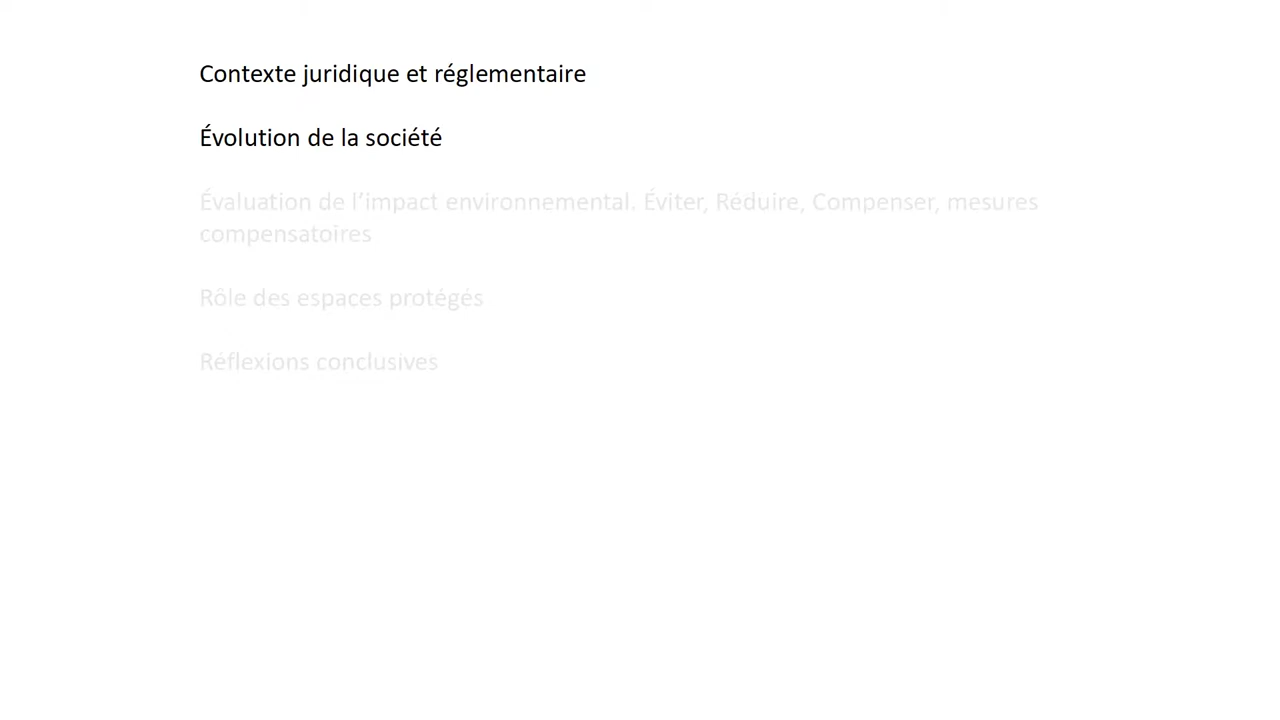 Contexte juridique et réglementaire
Évolution de la société
Évaluation de l’impact environnemental. Éviter, Réduire, Compenser, mesures
compensatoires
Rôle des espaces protégés
Réflexions conclusives